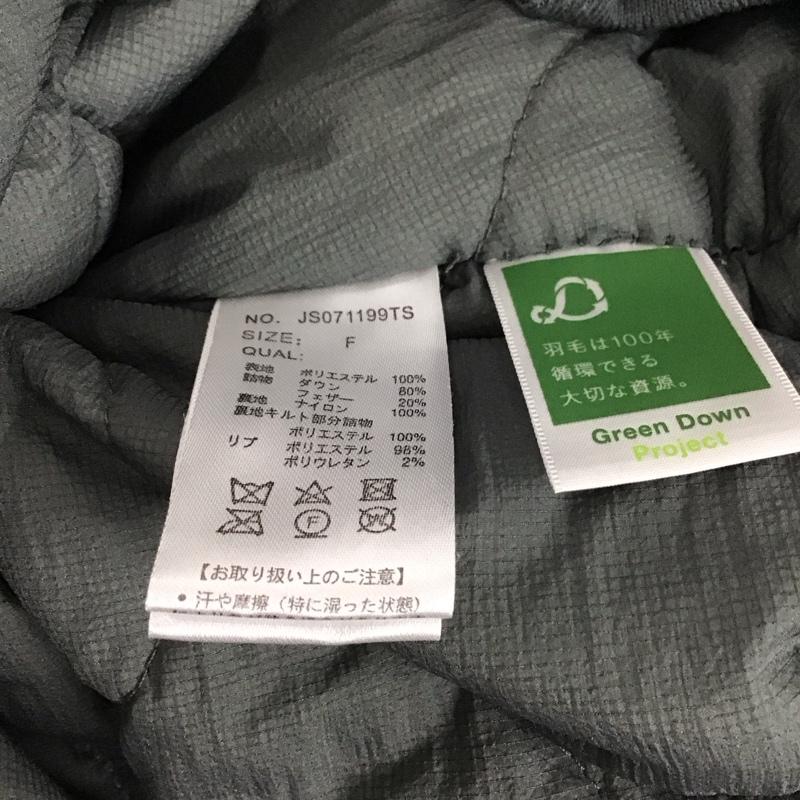 NO. JS071199TS
SIZE: F
QUAL:
表地 ポリエステル 100%
詰物 ダウン 80%
フェザー 20%
裏地 ナイロン 100%
裏地キルト部分詰物
ポリエステル 100%
リブ ポリエステル 98%
ポリウレタン 2%
F
W
【お取り扱い上のご注意】
・汗や摩擦(特に湿った状態)
羽毛は100年
循環できる
大切な資源。
Green Down
Project